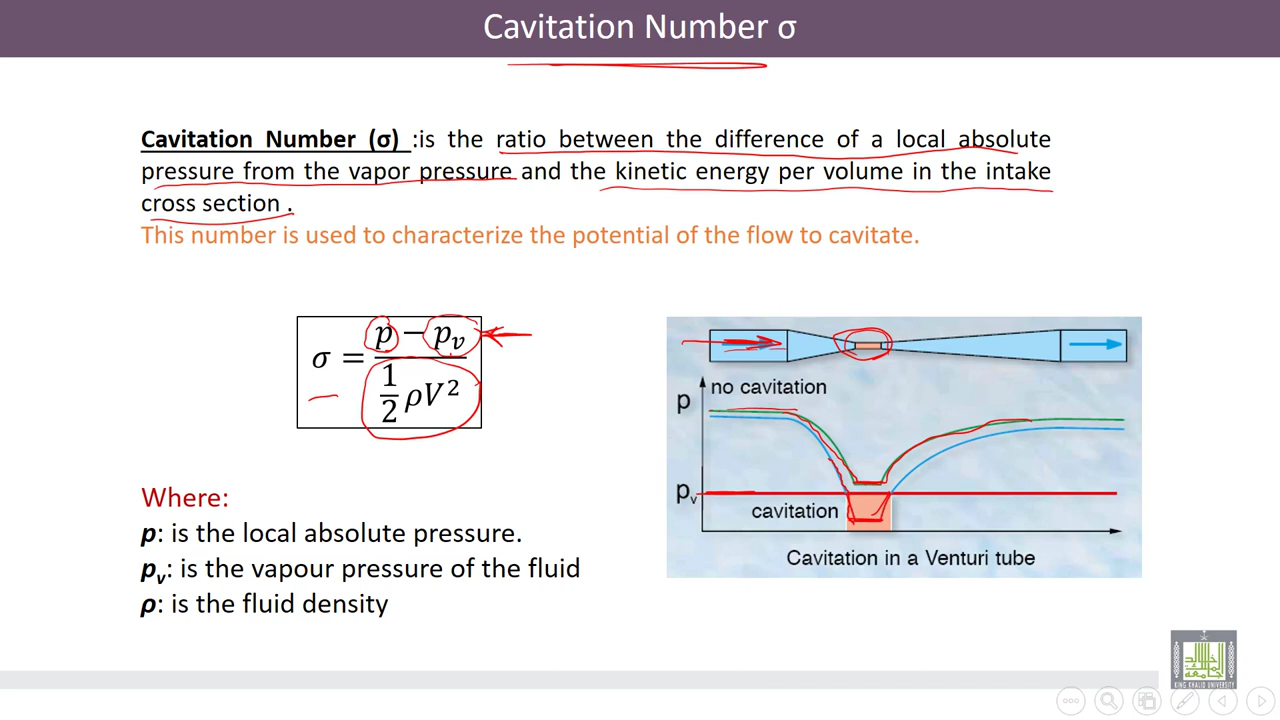 Cavitation Number σ
Cavitation Number (σ) :is the ratio between the difference of a local absolute
pressure from the vapor pressure and the kinetic energy per volume in the intake
cross section .
This number is used to characterize the potential of the flow to cavitate.
σ = (p − pᵥ) / (1/2 ρV²)
Where:
p: is the local absolute pressure.
pᵥ: is the vapour pressure of the fluid
ρ: is the fluid density
p
no cavitation
pᵥ
cavitation
Cavitation in a Venturi tube
KING KHALID UNIVERSITY